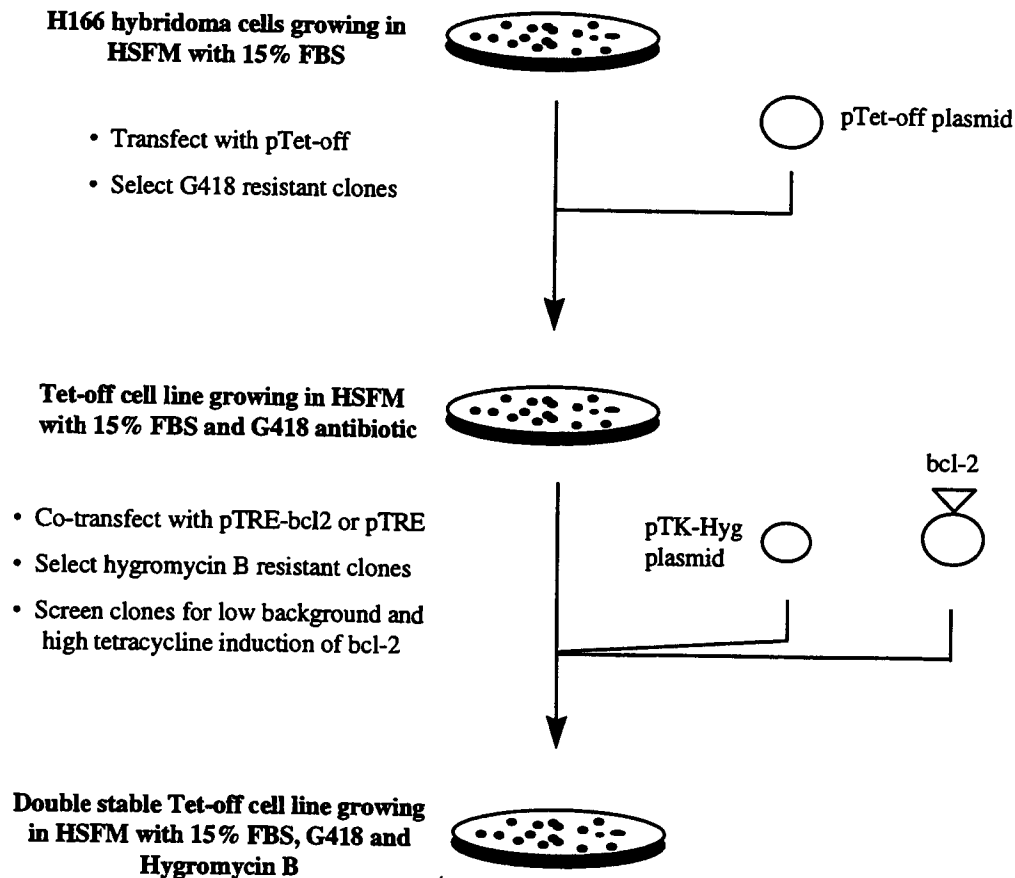 H166 hybridoma cells growing in
HSFM with 15% FBS
• Transfect with pTet-off
• Select G418 resistant clones
pTet-off plasmid
Tet-off cell line growing in HSFM
with 15% FBS and G418 antibiotic
• Co-transfect with pTRE-bcl2 or pTRE
• Select hygromycin B resistant clones
• Screen clones for low background and
high tetracycline induction of bcl-2
pTK-Hyg
plasmid
bcl-2
Double stable Tet-off cell line growing
in HSFM with 15% FBS, G418 and
Hygromycin B